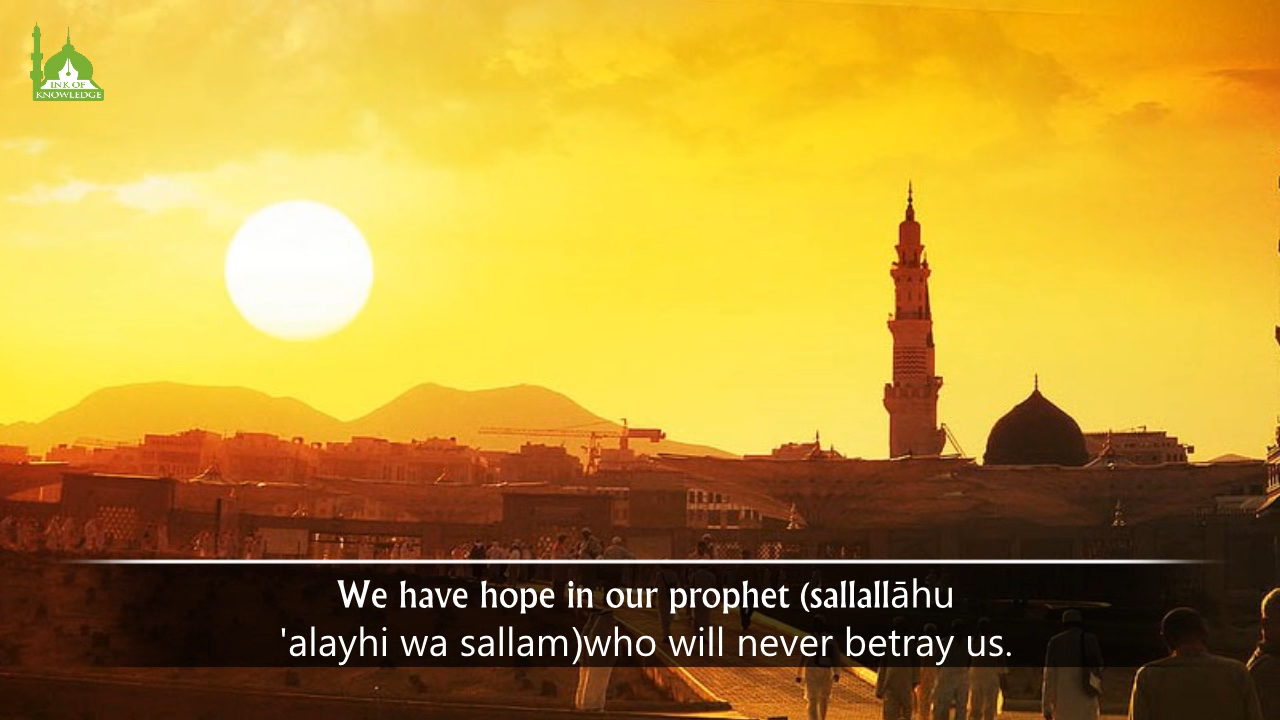 INK OF
KNOWLEDGE
We have hope in our prophet (sallallāhu
'alayhi wa sallam)who will never betray us.